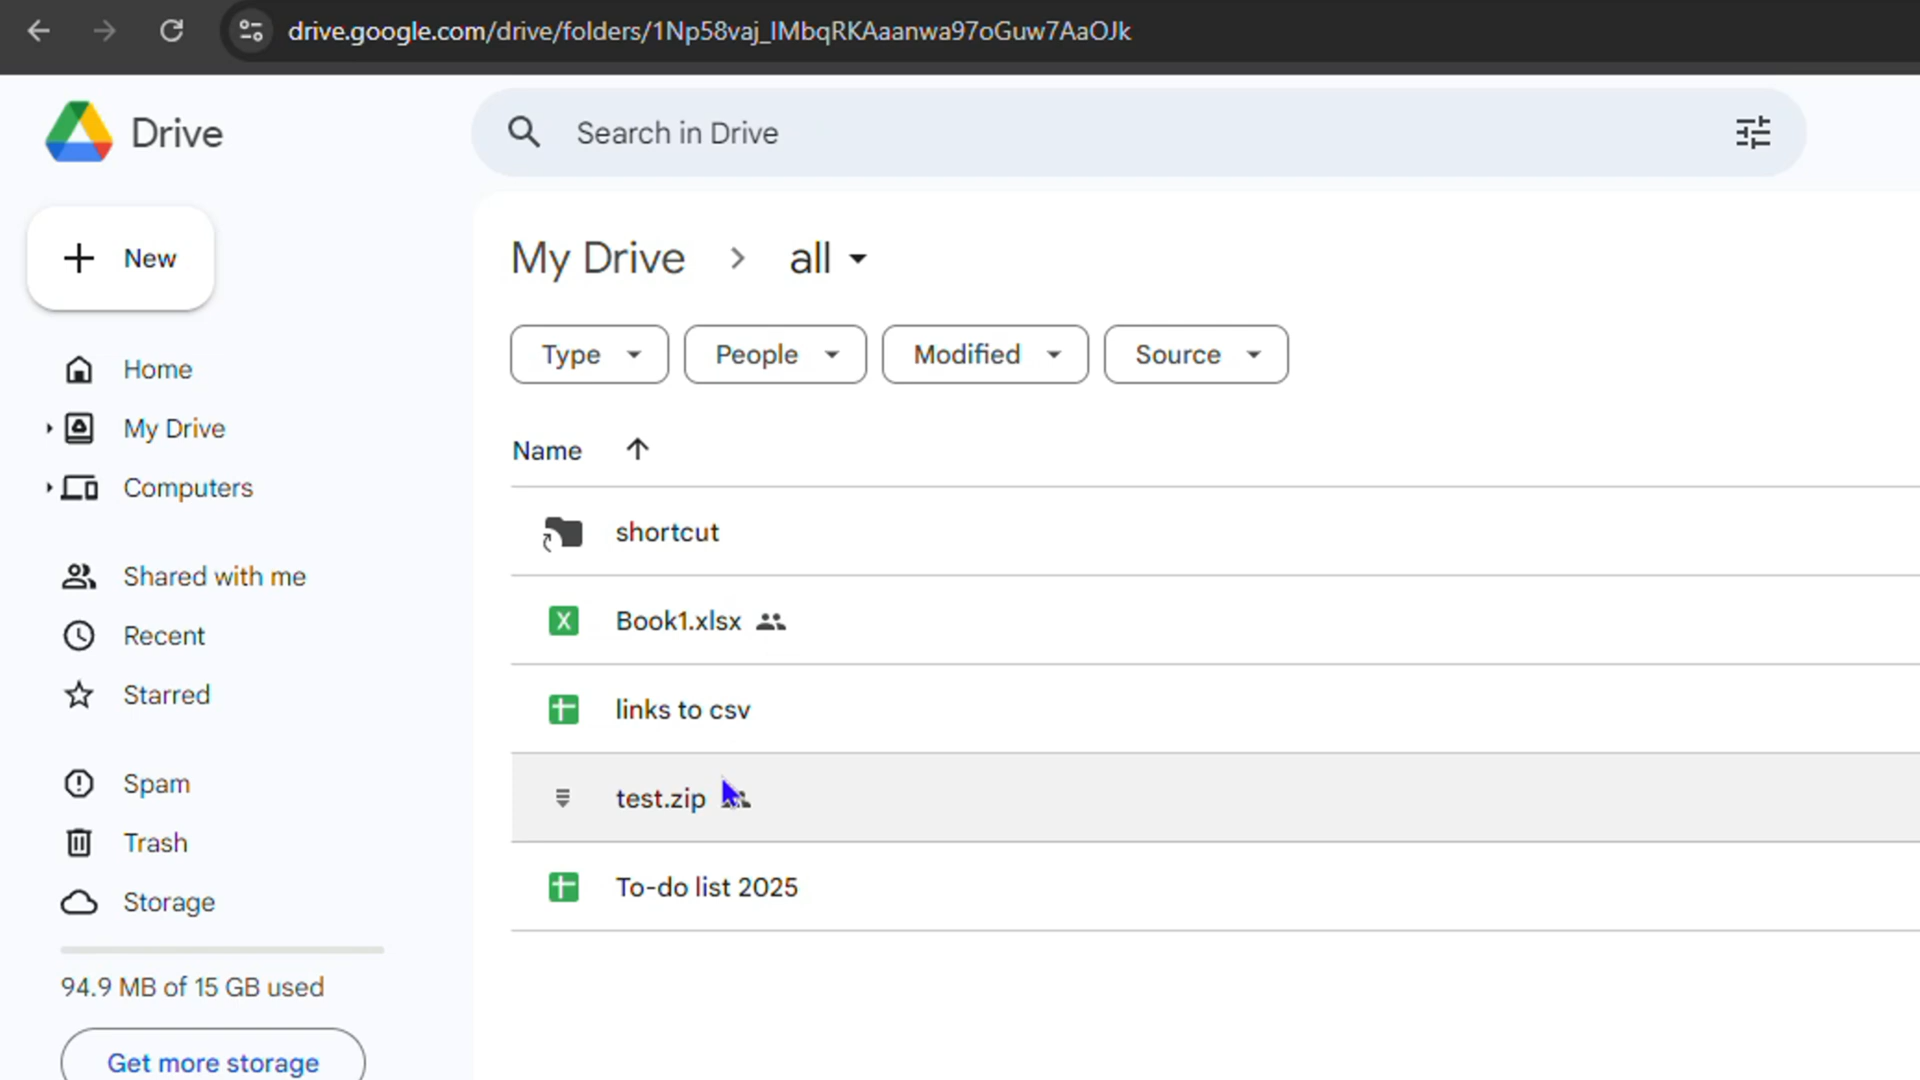 drive.google.com/drive/folders/1Np58vaj_IMbqRKAaanwa97oGuw7AaOJk
Drive
Search in Drive
New
My Drive > all
Type People Modified Source
Home
My Drive
Computers
Name
shortcut
Shared with me
Book1.xlsx
Recent
Starred
links to csv
Spam
test.zip
Trash
To-do list 2025
Storage
94.9 MB of 15 GB used
Get more storage